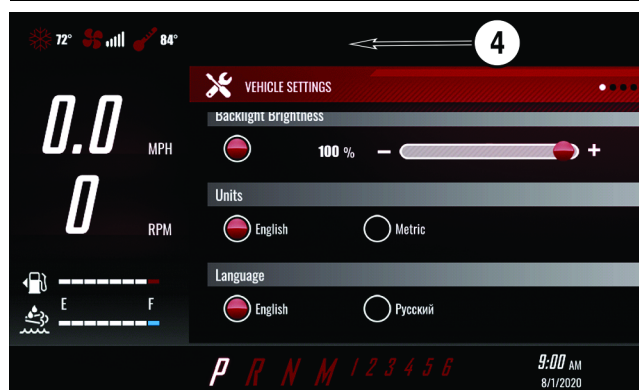 72° 84°
4
VEHICLE SETTINGS
Backlight Brightness
0.0 MPH
100 % − +
Units
0 RPM
English Metric
Language
E F
English Русский
P R N M 1 2 3 4 5 6
9:00 AM
8/1/2020